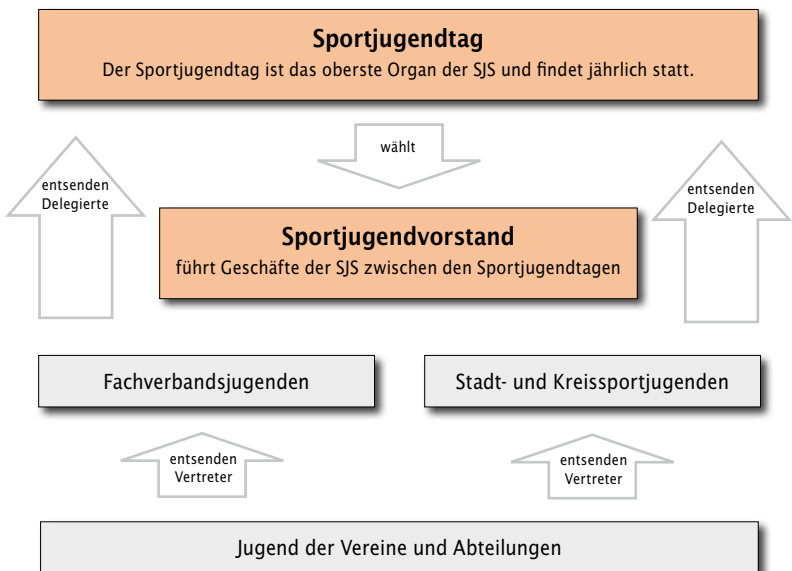 Sportjugendtag
Der Sportjugendtag ist das oberste Organ der SJS und findet jährlich statt.
wählt
entsenden
Delegierte
entsenden
Delegierte
Sportjugendvorstand
führt Geschäfte der SJS zwischen den Sportjugendtagen
Fachverbandsjugenden
Stadt- und Kreissportjugenden
entsenden
Vertreter
entsenden
Vertreter
Jugend der Vereine und Abteilungen